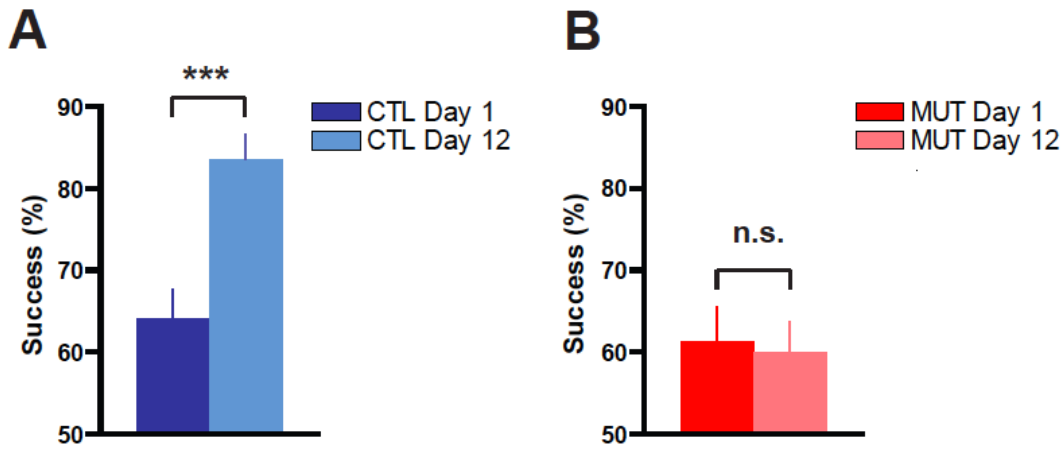 A
***
CTL Day 1
CTL Day 12
90
80
70
60
50
Success (%)
B
MUT Day 1
MUT Day 12
n.s.
90
80
70
60
50
Success (%)